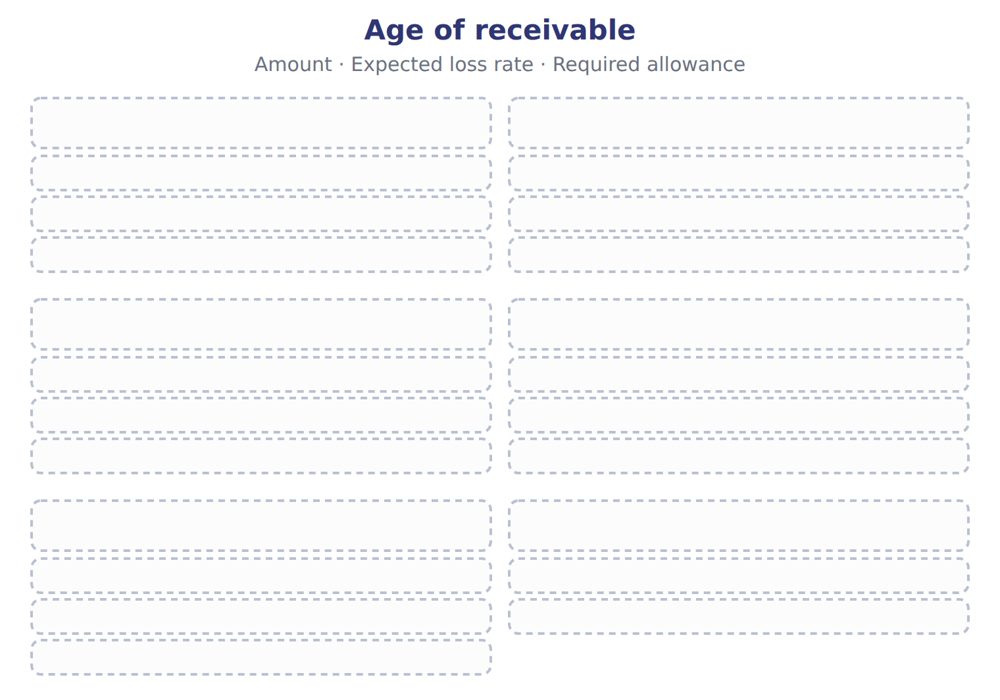 Age of receivable
Amount · Expected loss rate · Required allowance